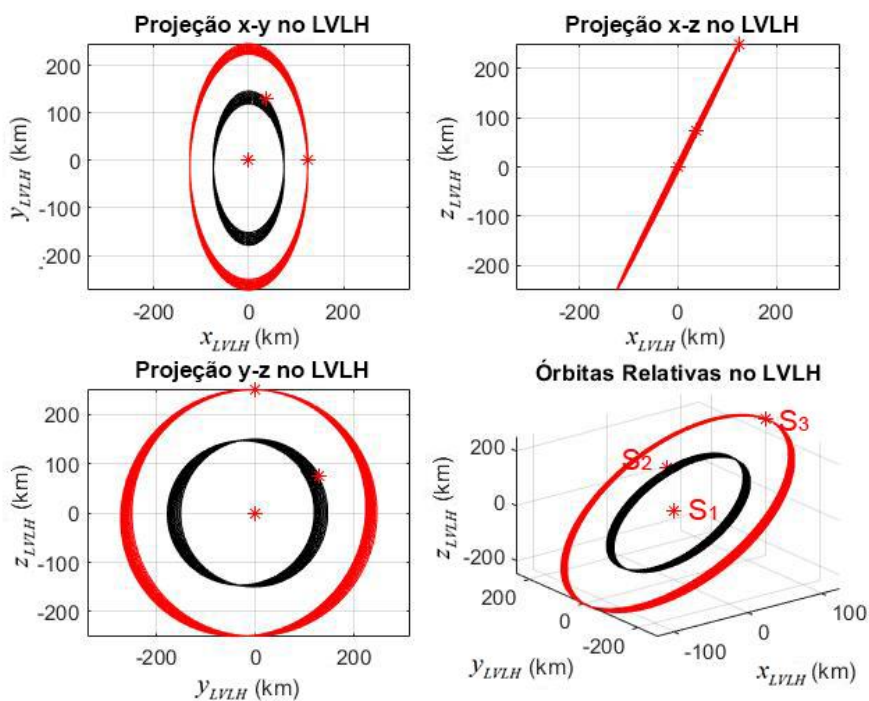 Projeção x-y no LVLH
200
100
0
-100
-200
y_LVLH (km)
-200
0
200
x_LVLH (km)
Projeção x-z no LVLH
200
100
0
-100
-200
z_LVLH (km)
-200
0
200
x_LVLH (km)
Projeção y-z no LVLH
200
100
0
-100
-200
z_LVLH (km)
-200
0
200
y_LVLH (km)
Órbitas Relativas no LVLH
S3
S2
S1
200
0
-200
z_LVLH (km)
200
0
-200
y_LVLH (km)
-100
0
100
x_LVLH (km)